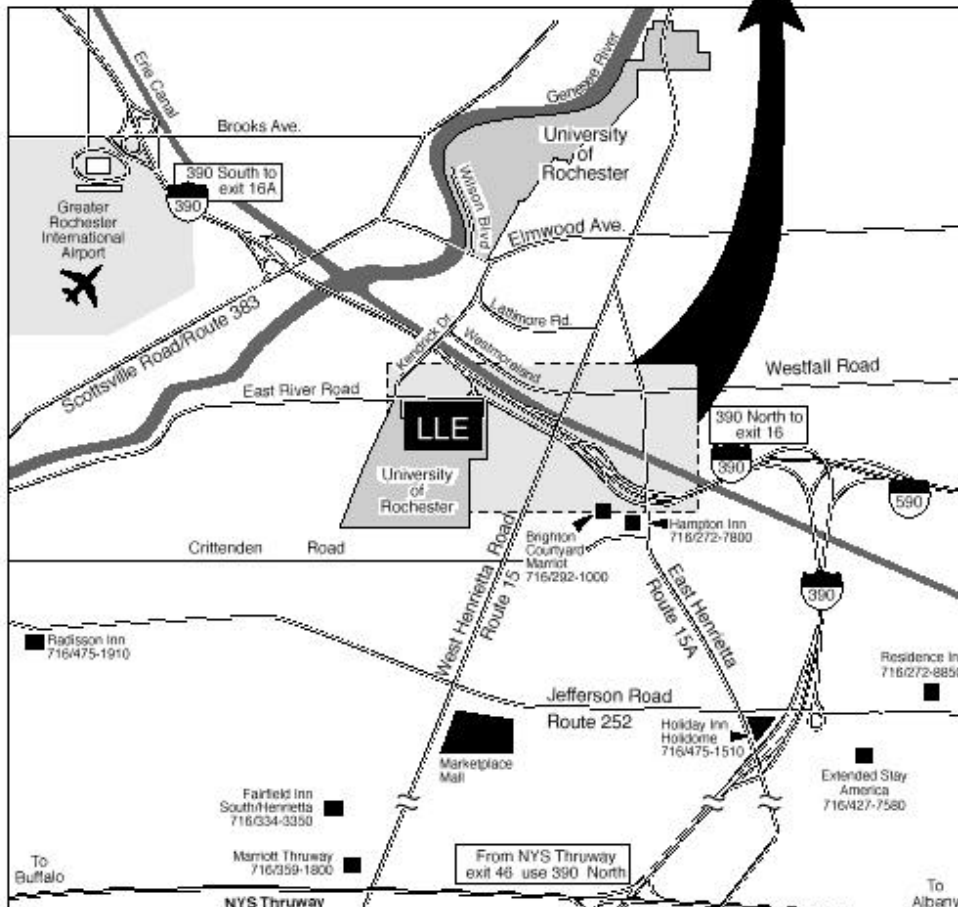 Erie Canal
Genesee River
Brooks Ave.
University
of
Rochester
390 South to
exit 16A
390
Wilson Blvd
Greater
Rochester
International
Airport
Elmwood Ave.
Scottsville Road/Route 383
Lattimore Rd.
Kendrick Dr.
Westmoreland
East River Road
Westfall Road
LLE
390 North to
exit 16
390
590
University
of
Rochester
Brighton
Courtyard
Marriot
716/292-1000
Hampton Inn
716/272-7800
Crittenden Road
West Henrietta Road
Route 15
East Henrietta
Route 15A
390
Radisson Inn
716/475-1910
Residence In
716/272-8850
Jefferson Road
Route 252
Marketplace
Mall
Holiday Inn
Holidome
716/475-1510
Extended Stay
America
716/427-7580
Fairfield Inn
South/Henrietta
716/334-3350
Marriott Thruway
716/359-1800
From NYS Thruway
exit 46 use 390 North
To
Buffalo
NYS Thruway
To
Albany